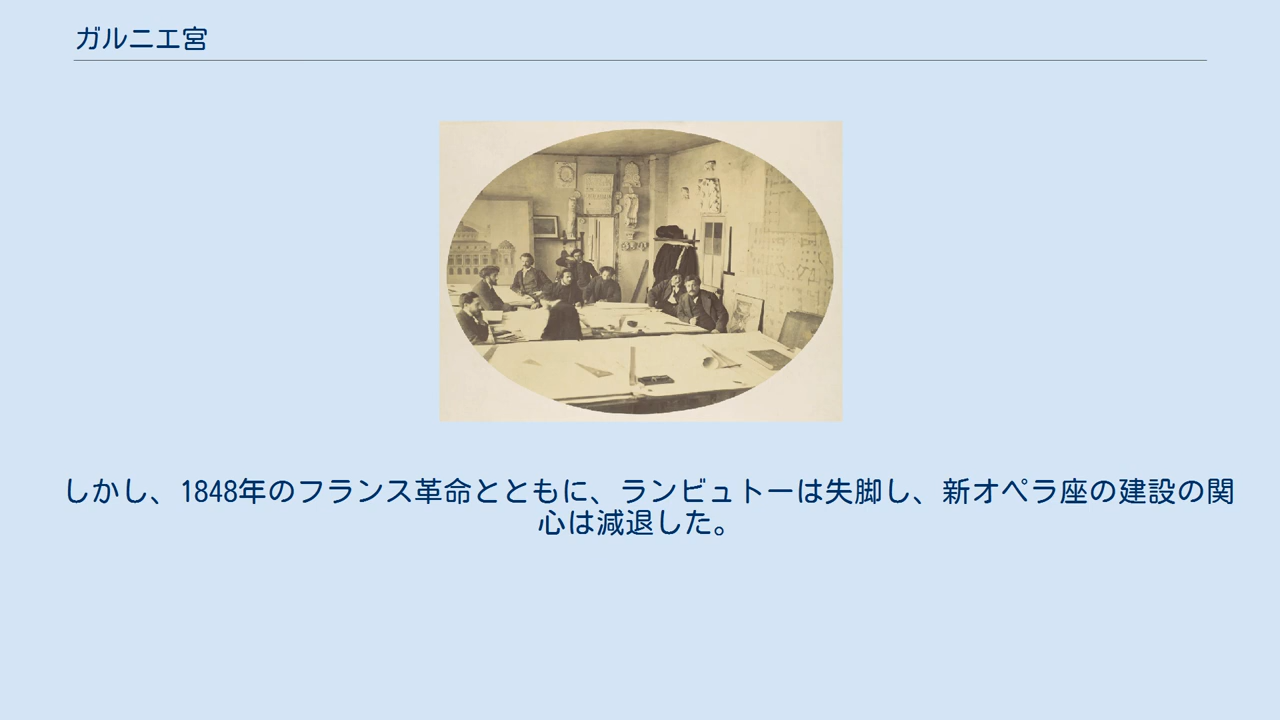 ガルニエ宮
しかし、1848年のフランス革命とともに、ランビュトーは失脚し、新オペラ座の建設の関
心は減退した。